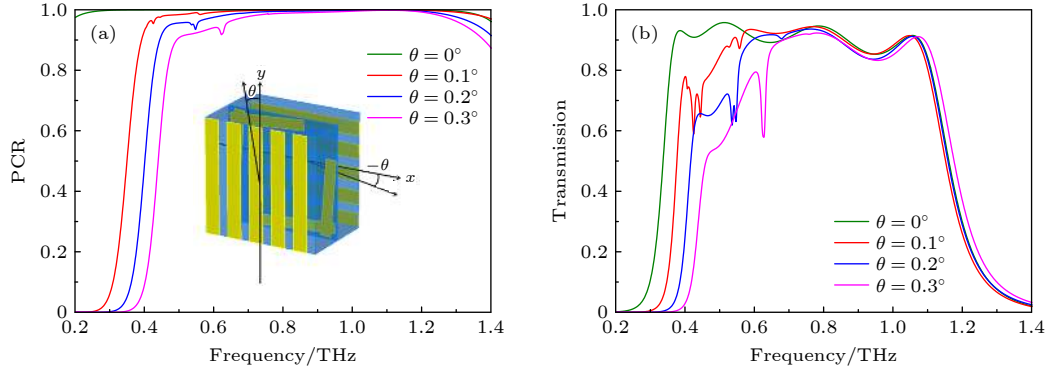 (a)
PCR
1.0
0.8
0.6
0.4
0.2
0
0.2 0.4 0.6 0.8 1.0 1.2 1.4
Frequency/THz
θ = 0°
θ = 0.1°
θ = 0.2°
θ = 0.3°
y
θ
−θ
x
(b)
Transmission
1.0
0.8
0.6
0.4
0.2
0
0.2 0.4 0.6 0.8 1.0 1.2 1.4
Frequency/THz
θ = 0°
θ = 0.1°
θ = 0.2°
θ = 0.3°